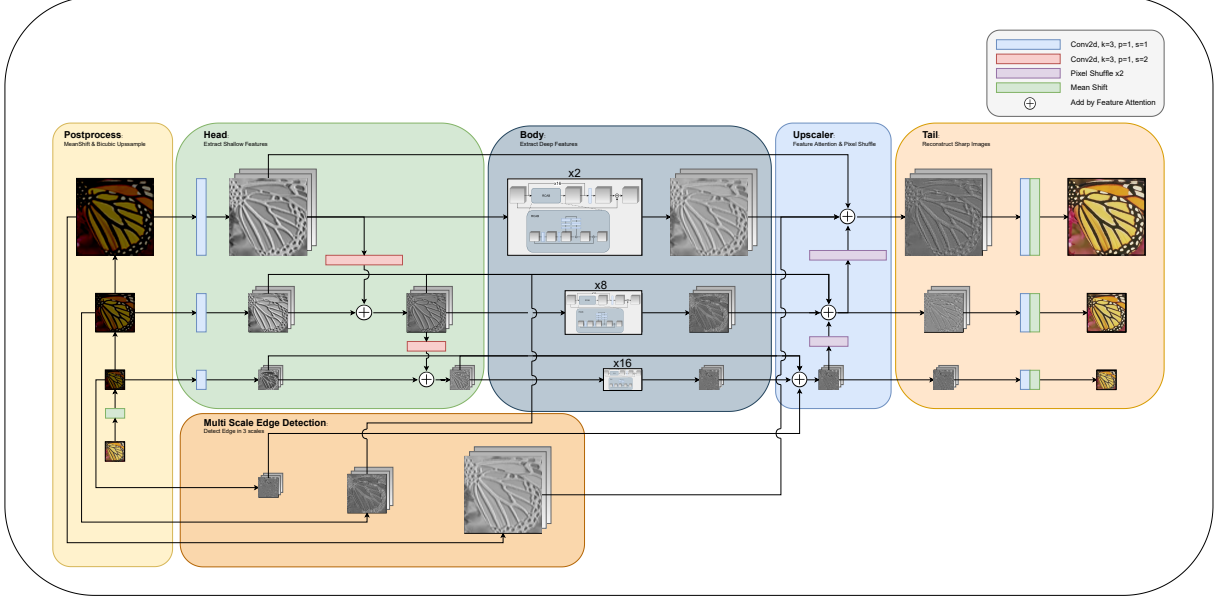 Conv2d, k=3, p=1, s=1
Conv2d, k=3, p=1, s=2
Pixel Shuffle x2
Mean Shift
Add by Feature Attention
Postprocess:
MeanShift & Bicubic Upsample
Head:
Extract Shallow Features
Body:
Extract Deep Features
Upscaler:
Feature Attention & Pixel Shuffle
Tail:
Reconstruct Sharp Images
x2
x16
RCAB
x8
x16
Multi Scale Edge Detection:
Detect Edge in 3 scales